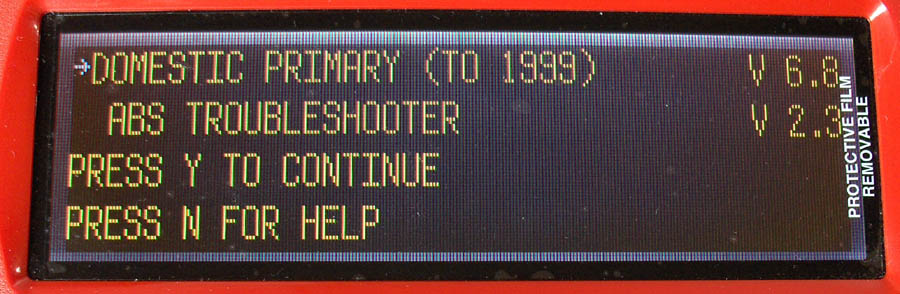 →DOMESTIC PRIMARY (TO 1999) V 6.8
ABS TROUBLESHOOTER V 2.3
PRESS Y TO CONTINUE
PRESS N FOR HELP
PROTECTIVE FILM
REMOVABLE